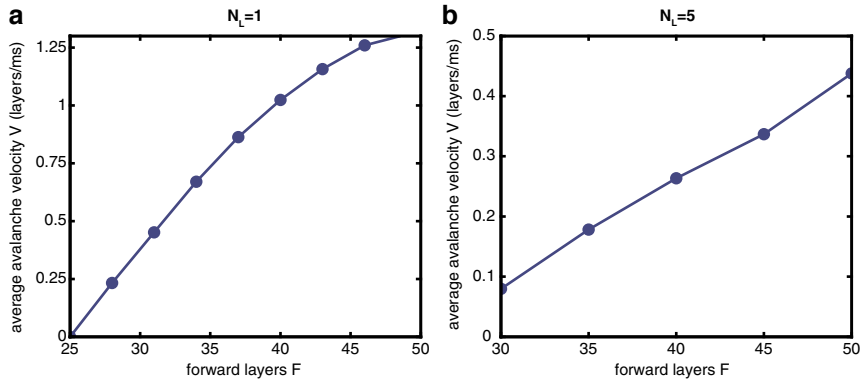 a
N_L=1
average avalanche velocity V (layers/ms)
1.25
1
0.75
0.5
0.25
0
25 30 35 40 45 50
forward layers F
b
N_L=5
average avalanche velocity V (layers/ms)
0.5
0.4
0.3
0.2
0.1
0
30 35 40 45 50
forward layers F